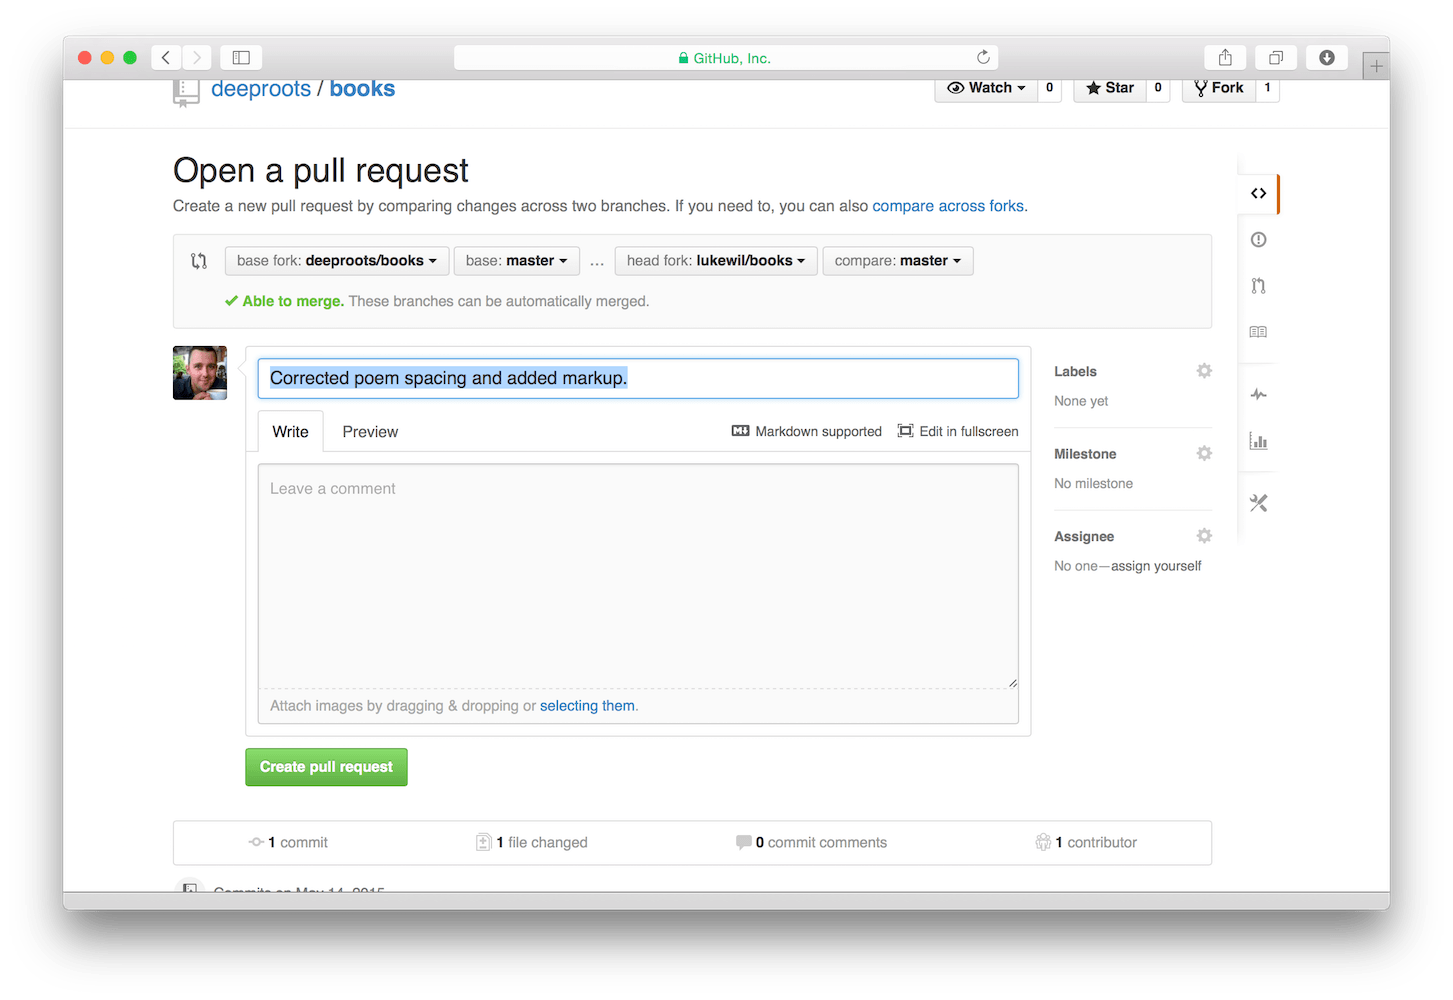 GitHub, Inc.
deeproots / books
Watch 0 Star 0 Fork 1
Open a pull request
Create a new pull request by comparing changes across two branches. If you need to, you can also compare across forks.
base fork: deeproots/books base: master ... head fork: lukewil/books compare: master
Able to merge. These branches can be automatically merged.
Corrected poem spacing and added markup.
Write Preview Markdown supported Edit in fullscreen
Leave a comment
Attach images by dragging & dropping or selecting them.
Create pull request
Labels
None yet
Milestone
No milestone
Assignee
No one—assign yourself
1 commit 1 file changed 0 commit comments 1 contributor
Commits on May 14, 2015